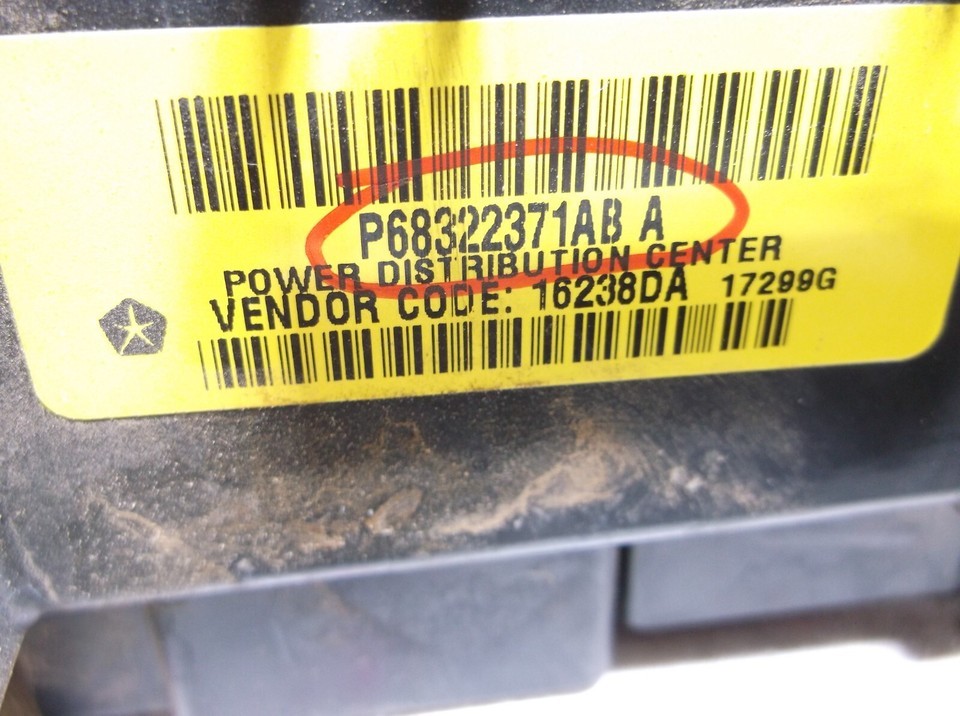 P68322371AB A
POWER DISTRIBUTION CENTER
VENDOR CODE: 16238DA 17299G